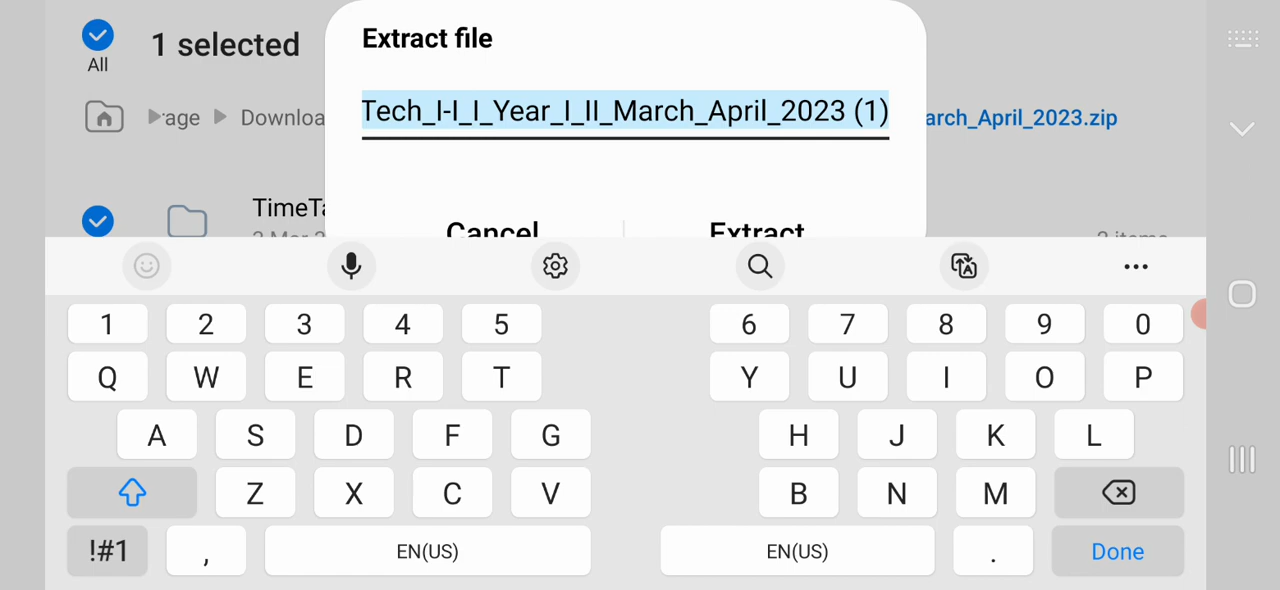 1 selected
All
Extract file
Tech_I-I_I_Year_I_II_March_April_2023 (1)
Downloa
arch_April_2023.zip
Cancel
Extract
1 2 3 4 5 6 7 8 9 0
Q W E R T Y U I O P
A S D F G H J K L
Z X C V B N M
!#1 , EN(US) EN(US) . Done